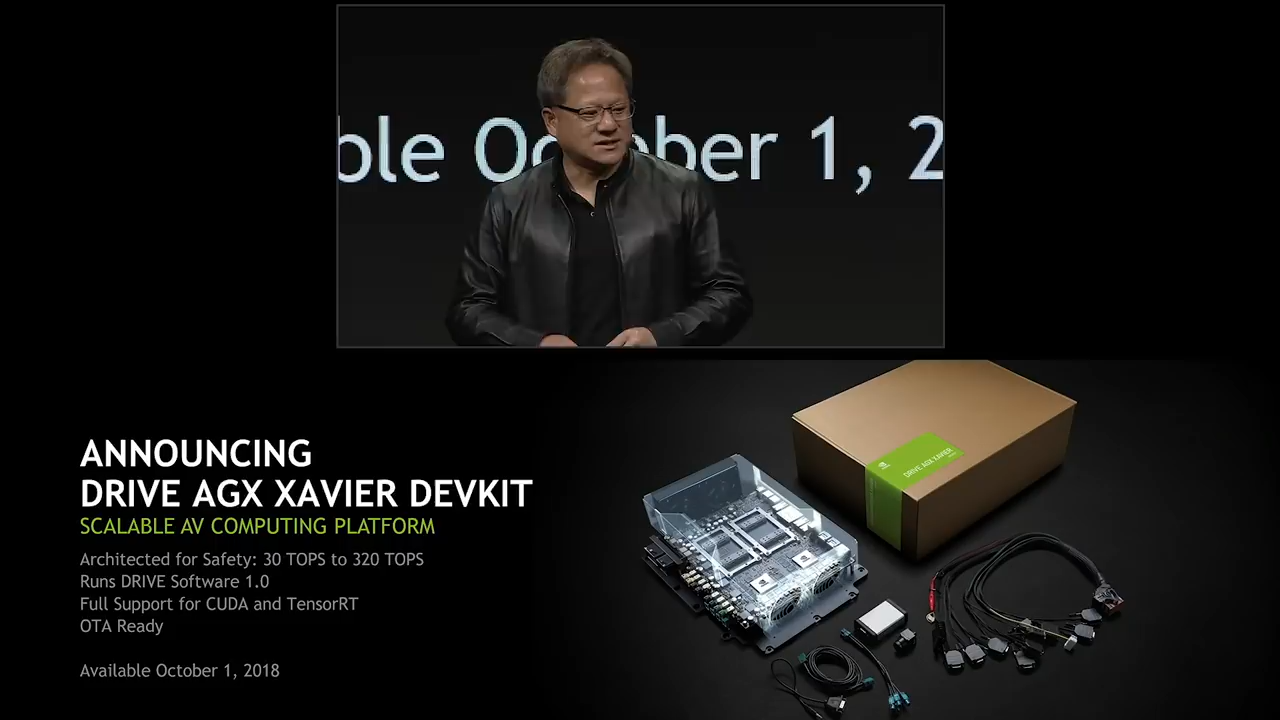 ble October 1, 2
ANNOUNCING
DRIVE AGX XAVIER DEVKIT
SCALABLE AV COMPUTING PLATFORM
Architected for Safety: 30 TOPS to 320 TOPS
Runs DRIVE Software 1.0
Full Support for CUDA and TensorRT
OTA Ready
Available October 1, 2018
DRIVE AGX XAVIER